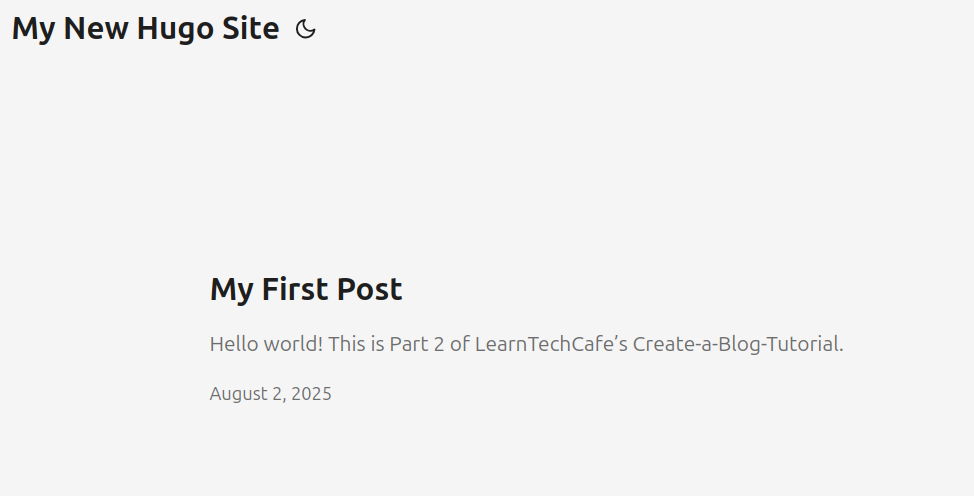 My New Hugo Site
My First Post
Hello world! This is Part 2 of LearnTechCafe’s Create-a-Blog-Tutorial.
August 2, 2025